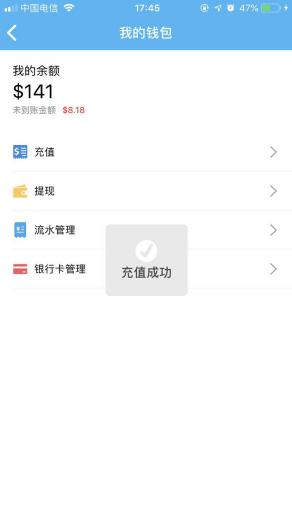 中国电信
17:45
47%
我的钱包
我的余额
$141
未到账金额 $8.18
充值
提现
流水管理
银行卡管理
充值成功